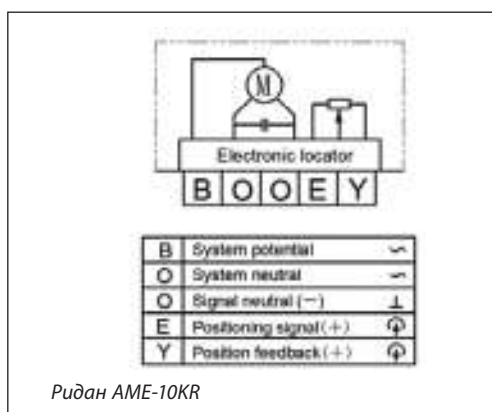 M
Electronic locator
B O O E Y
B System potential ∽
O System neutral ∽
O Signal neutral (−) ⊥
E Positioning signal (+)
Y Position feedback (+)
Ридан AME-10KR